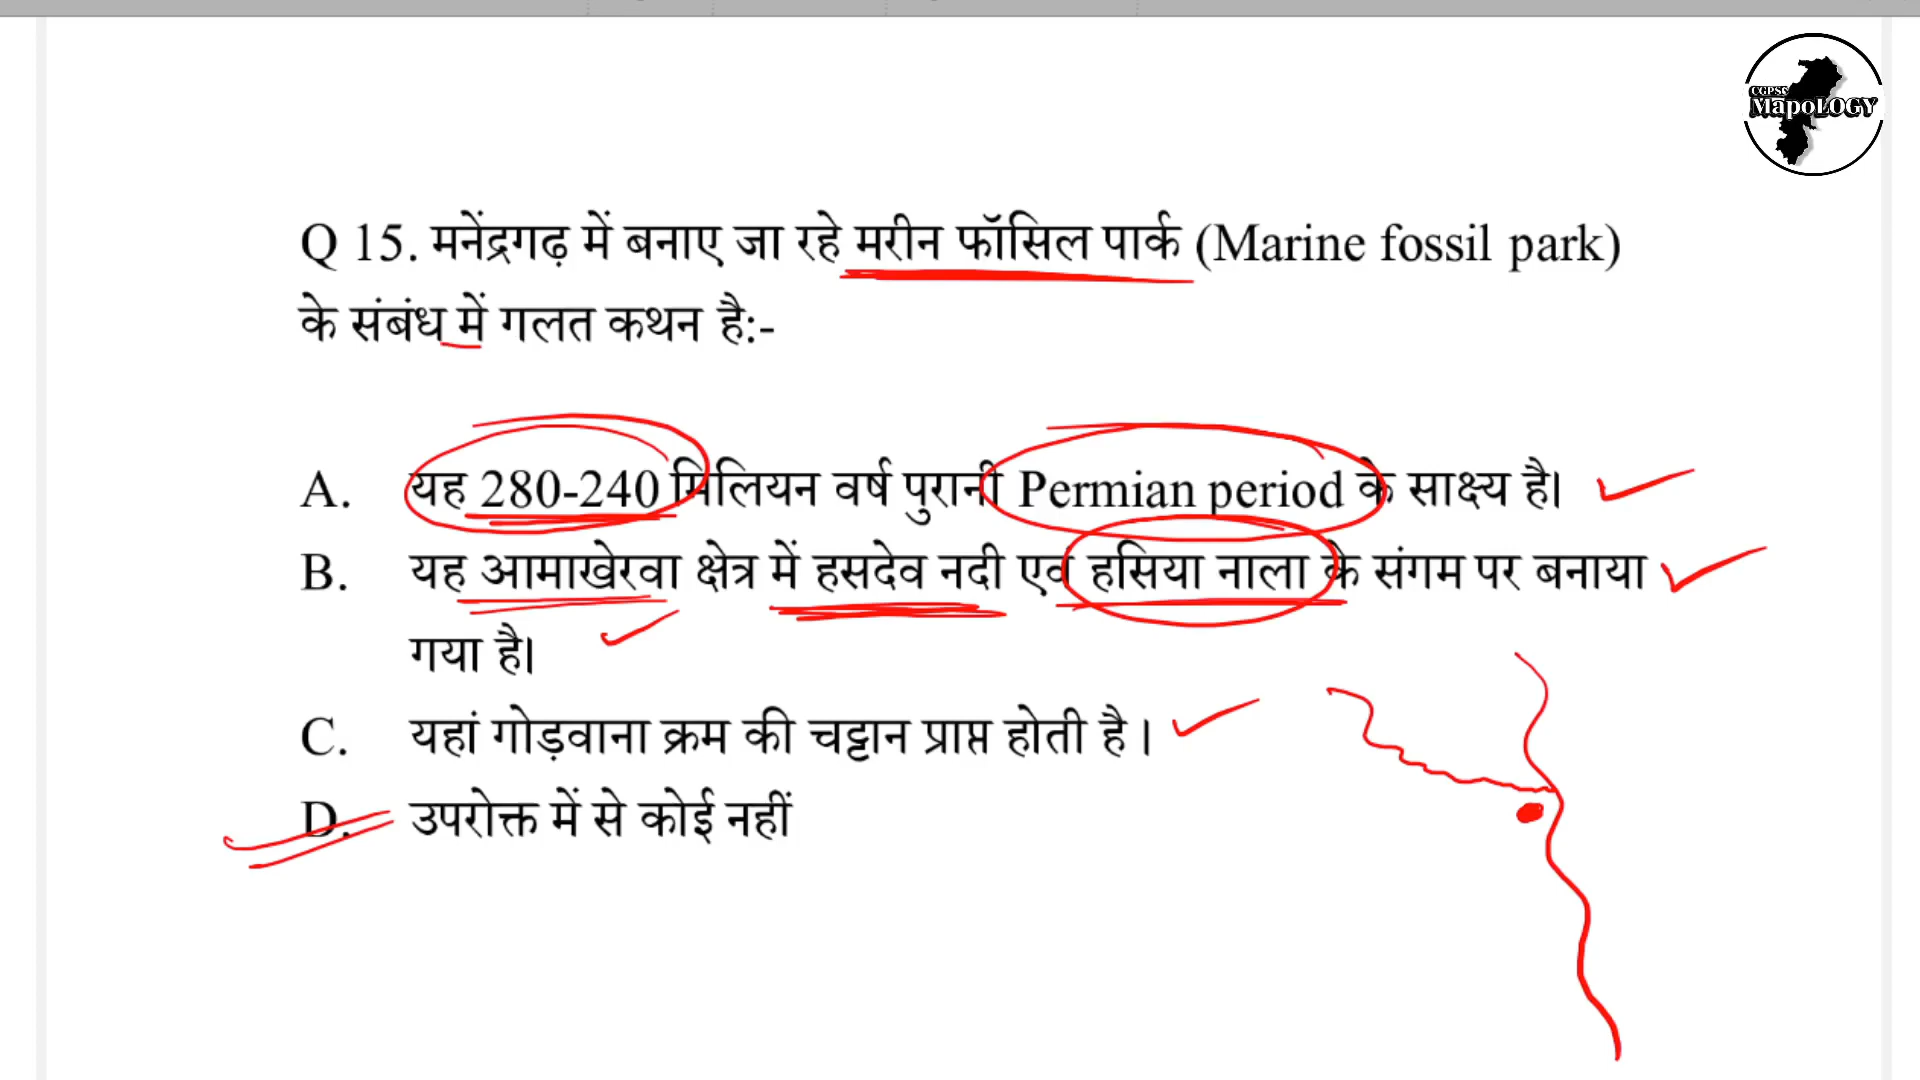 CGPSC
MapoLOGY
Q 15. मनेंद्रगढ़ में बनाए जा रहे मरीन फॉसिल पार्क (Marine fossil park)
के संबंध में गलत कथन है:-
A. यह 280-240 मिलियन वर्ष पुरानी Permian period के साक्ष्य है।
B. यह आमाखेरवा क्षेत्र में हसदेव नदी एवं हसिया नाला के संगम पर बनाया
गया है।
C. यहां गोड़वाना क्रम की चट्टान प्राप्त होती है ।
D. उपरोक्त में से कोई नहीं